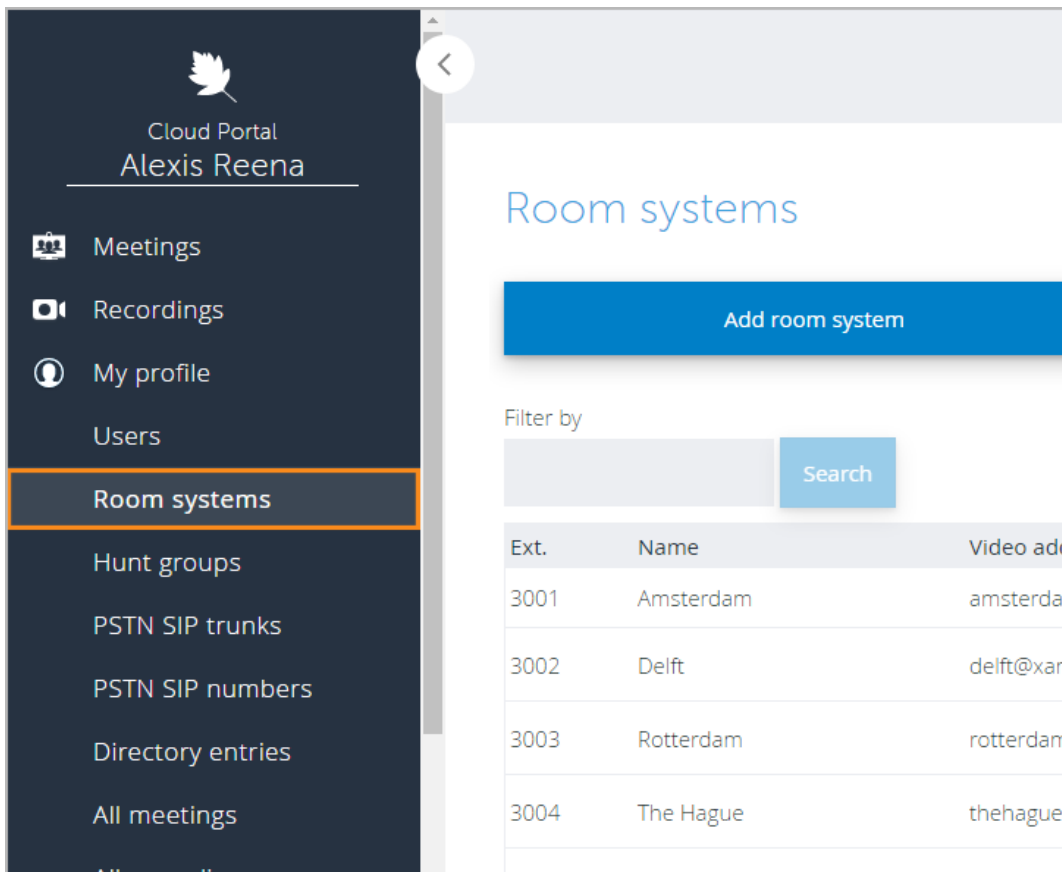 Cloud Portal
Alexis Reena
Meetings
Recordings
My profile
Users
Room systems
Hunt groups
PSTN SIP trunks
PSTN SIP numbers
Directory entries
All meetings
Room systems
Add room system
Filter by
Search
Ext. Name Video
3001 Amsterdam
3002 Delft
3003 Rotterdam
3004 The Hague